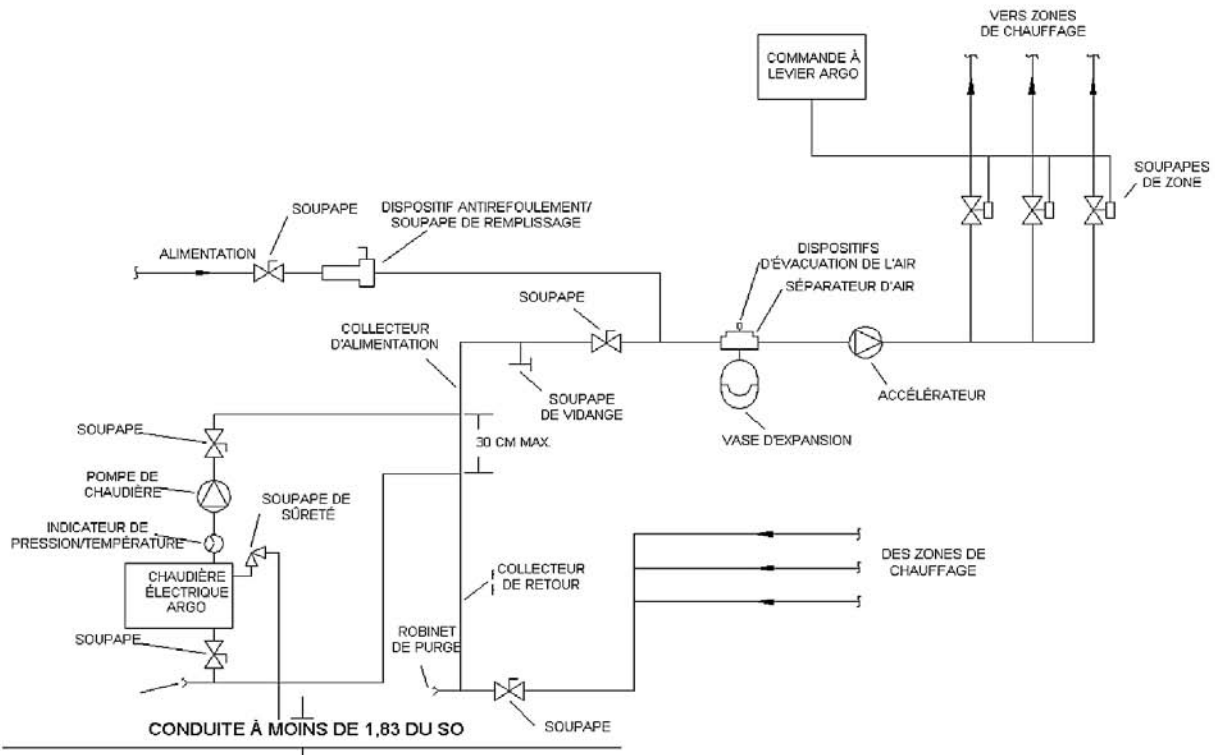 VERS ZONES
DE CHAUFFAGE
COMMANDE À
LEVIER ARGO
SOUPAPES
DE ZONE
SOUPAPE
DISPOSITIF ANTIREFOULEMENT/
SOUPAPE DE REMPLISSAGE
ALIMENTATION
DISPOSITIFS
D'ÉVACUATION DE L'AIR
SÉPARATEUR D'AIR
SOUPAPE
COLLECTEUR
D'ALIMENTATION
SOUPAPE
DE VIDANGE
ACCÉLÉRATEUR
VASE D'EXPANSION
SOUPAPE
30 CM MAX.
POMPE DE
CHAUDIÈRE
SOUPAPE DE
SÛRETÉ
INDICATEUR DE
PRESSION/TEMPÉRATURE
CHAUDIÈRE
ÉLECTRIQUE
ARGO
COLLECTEUR
DE RETOUR
DES ZONES DE
CHAUFFAGE
SOUPAPE
ROBINET
DE PURGE
SOUPAPE
CONDUITE À MOINS DE 1,83 DU SO